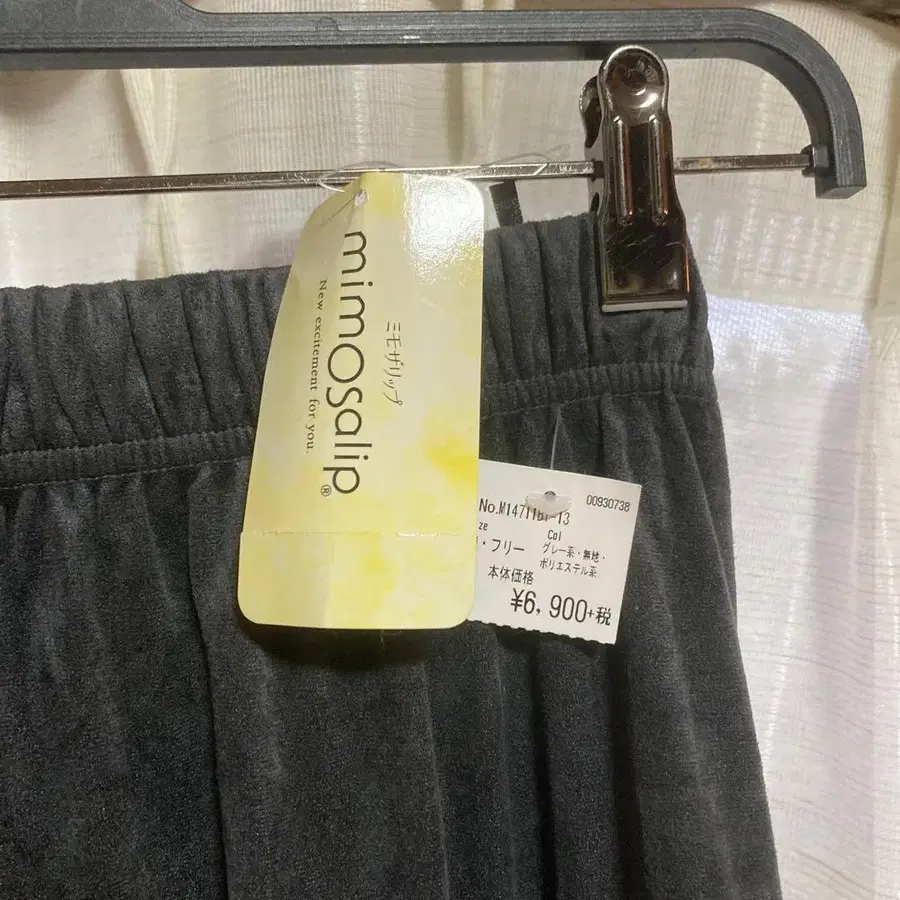 mimosalip®
New excitement for you.
ミモザリップ
00930738
No.M14711BT-13
ze
Col
・フリー
グレー系・無地・
ポリエステル系
本体価格
¥6,900+税